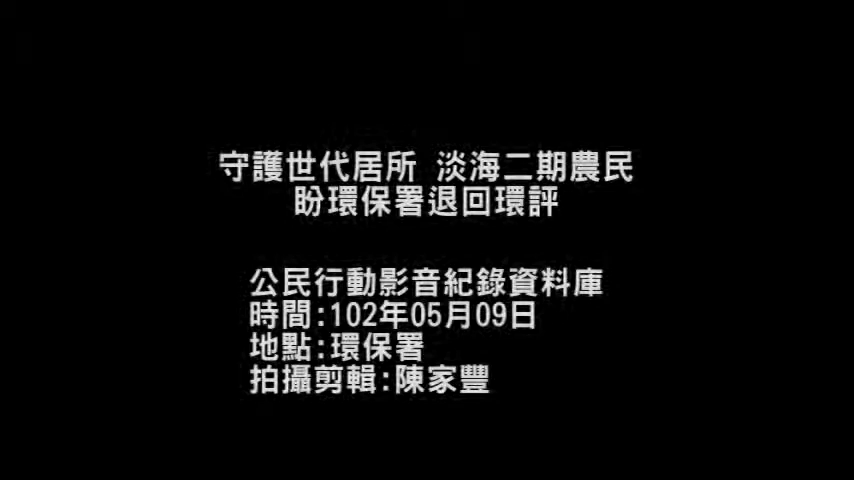 守護世代居所 淡海二期農民
盼環保署退回環評
公民行動影音紀錄資料庫
時間:102年05月09日
地點:環保署
拍攝剪輯:陳家豐